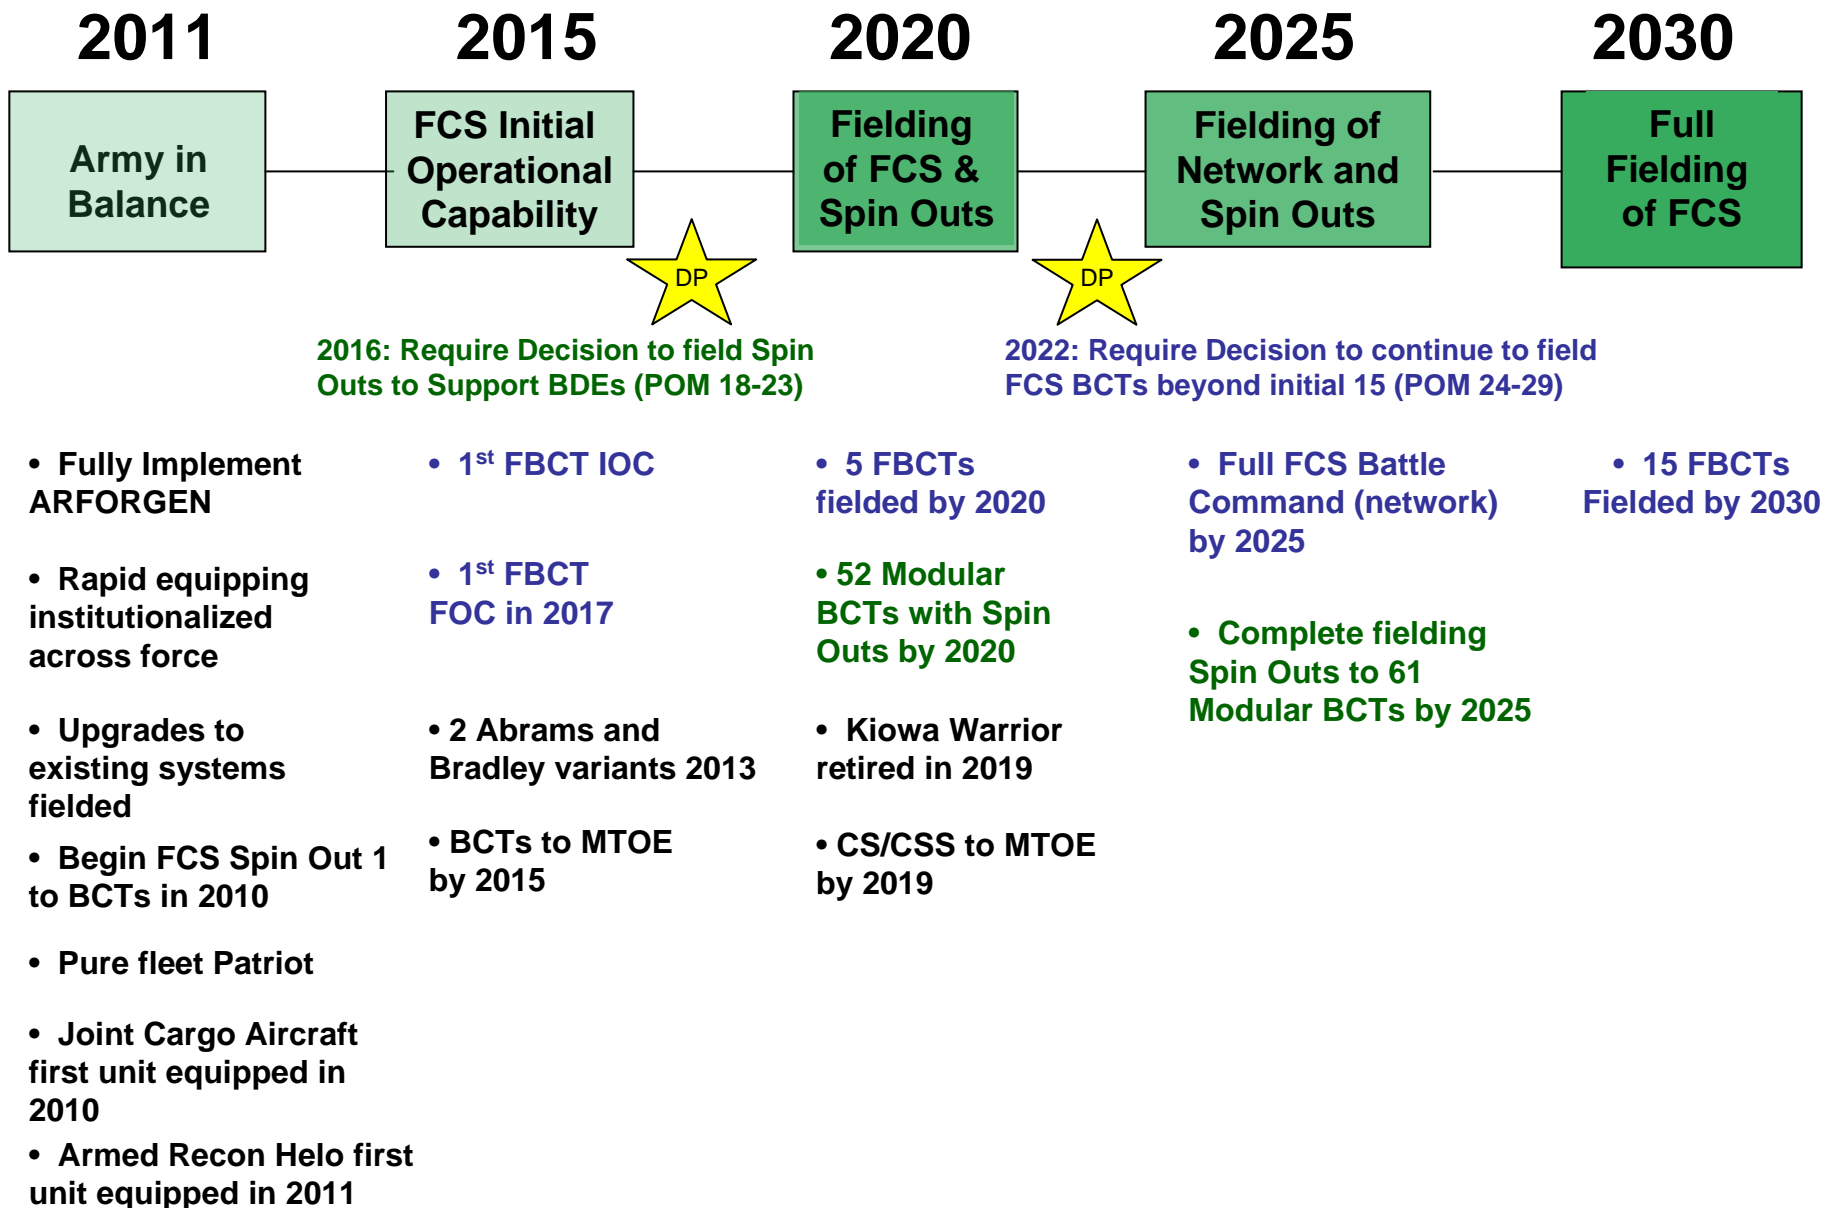 2011
2015
2020
2025
2030
Army in
Balance
FCS Initial
Operational
Capability
Fielding
of FCS &
Spin Outs
Fielding of
Network and
Spin Outs
Full
Fielding
of FCS
DP
DP
2016: Require Decision to field Spin
Outs to Support BDEs (POM 18-23)
2022: Require Decision to continue to field
FCS BCTs beyond initial 15 (POM 24-29)
• Fully Implement
ARFORGEN
• Rapid equipping
institutionalized
across force
• Upgrades to
existing systems
fielded
• Begin FCS Spin Out 1
to BCTs in 2010
• Pure fleet Patriot
• Joint Cargo Aircraft
first unit equipped in
2010
• Armed Recon Helo first
unit equipped in 2011
• 1st FBCT IOC
• 1st FBCT
FOC in 2017
• 2 Abrams and
Bradley variants 2013
• BCTs to MTOE
by 2015
• 5 FBCTs
fielded by 2020
• 52 Modular
BCTs with Spin
Outs by 2020
• Kiowa Warrior
retired in 2019
• CS/CSS to MTOE
by 2019
• Full FCS Battle
Command (network)
by 2025
• Complete fielding
Spin Outs to 61
Modular BCTs by 2025
• 15 FBCTs
Fielded by 2030